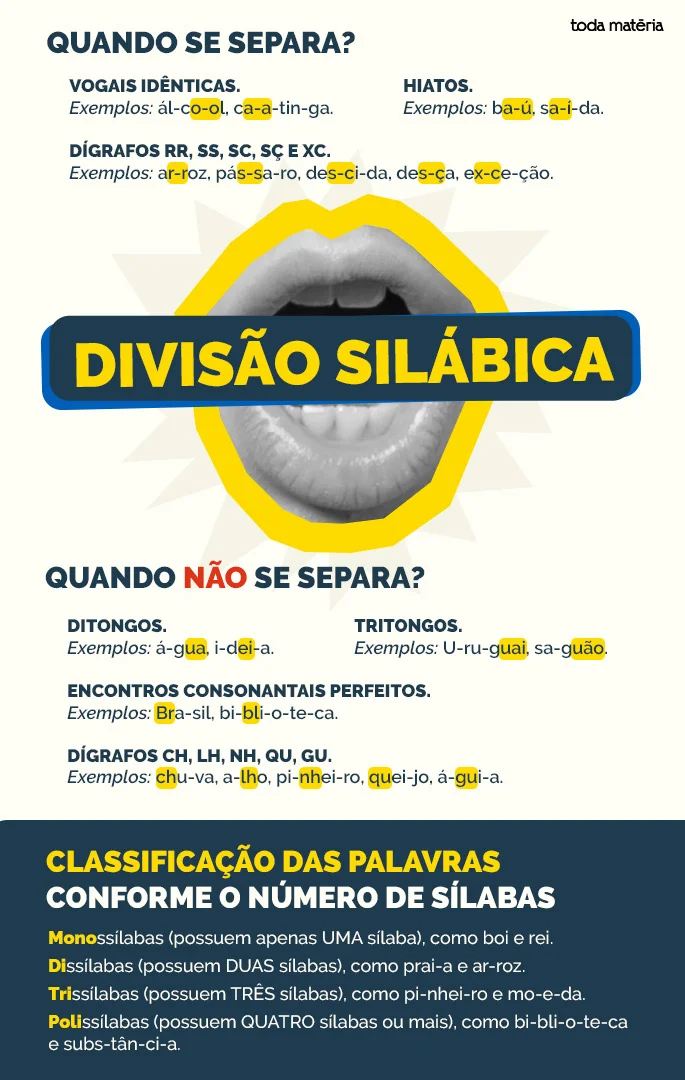 toda matéria
QUANDO SE SEPARA?
VOGAIS IDÊNTICAS.
Exemplos: ál-co-ol, ca-a-tin-ga.
HIATOS.
Exemplos: ba-ú, sa-í-da.
DÍGRAFOS RR, SS, SC, SÇ E XC.
Exemplos: ar-roz, pás-sa-ro, des-ci-da, des-ça, ex-ce-ção.
DIVISÃO SILÁBICA
QUANDO NÃO SE SEPARA?
DITONGOS.
Exemplos: á-gua, i-dei-a.
TRITONGOS.
Exemplos: U-ru-guai, sa-guão.
ENCONTROS CONSONANTAIS PERFEITOS.
Exemplos: Bra-sil, bi-bli-o-te-ca.
DÍGRAFOS CH, LH, NH, QU, GU.
Exemplos: chu-va, a-lho, pi-nhei-ro, quei-jo, á-gui-a.
CLASSIFICAÇÃO DAS PALAVRAS
CONFORME O NÚMERO DE SÍLABAS
Monossílabas (possuem apenas UMA sílaba), como boi e rei.
Dissílabas (possuem DUAS sílabas), como prai-a e ar-roz.
Trissílabas (possuem TRÊS sílabas), como pi-nhei-ro e mo-e-da.
Polissílabas (possuem QUATRO sílabas ou mais), como bi-bli-o-te-ca
e subs-tân-ci-a.